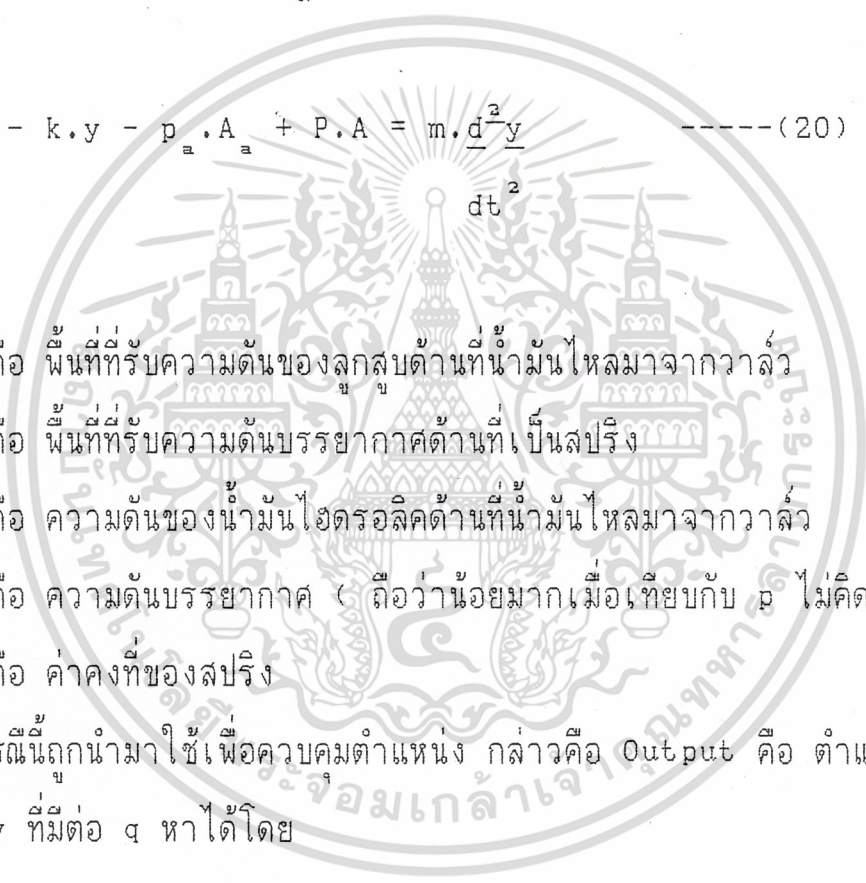 - k.y - p_a.A_a + P.A = m.d²y -----(20)
dt²
คือ พื้นที่ที่รับความดันของลูกสูบด้านที่น้ำมันไหลมาจากวาล์ว
คือ พื้นที่ที่รับความดันบรรยากาศด้านที่เป็นสปริง
คือ ความดันของน้ำมันไฮดรอลิคด้านที่น้ำมันไหลมาจากวาล์ว
คือ ความดันบรรยากาศ ( ถือว่าน้อยมากเมื่อเทียบกับ p ไม่คิด
คือ ค่าคงที่ของสปริง
รณีนี้ถูกนำมาใช้เพื่อควบคุมตำแหน่ง กล่าวคือ Output คือ ตำแ
ที่มีต่อ q หาได้โดย